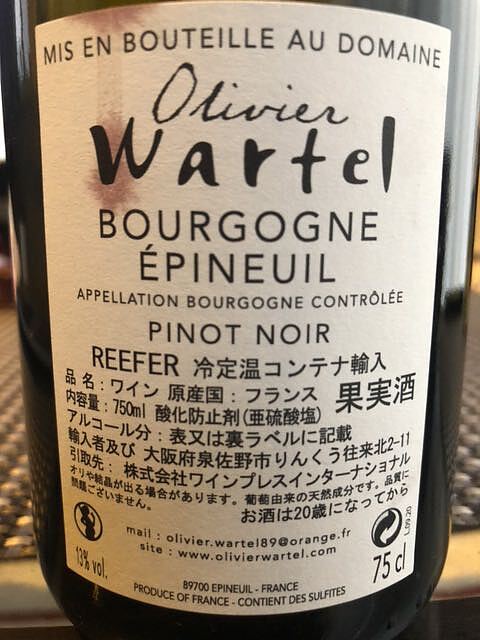 MIS EN BOUTEILLE AU DOMAINE
Olivier
Wartel
BOURGOGNE
ÉPINEUIL
APPELLATION BOURGOGNE CONTRÔLÉE
PINOT NOIR
REEFER 冷定温コンテナ輸入
品 名：ワイン 原産国：フランス 果実酒
内容量：750ml 酸化防止剤(亜硫酸塩)
アルコール分：表又は裏ラベルに記載
輸入者及び 大阪府泉佐野市りんくう往来北2-11
引取先： 株式会社ワインプレスインターナショナル
オリや結晶が出る場合があります。葡萄由来の天然成分です。品質に
問題ございません。
お酒は20歳になってから
mail : olivier.wartel89@orange.fr
site : www.olivierwartel.com
13% vol.
75 cl
L.09.20
89700 EPINEUIL - FRANCE
PRODUCE OF FRANCE - CONTIENT DES SULFITES